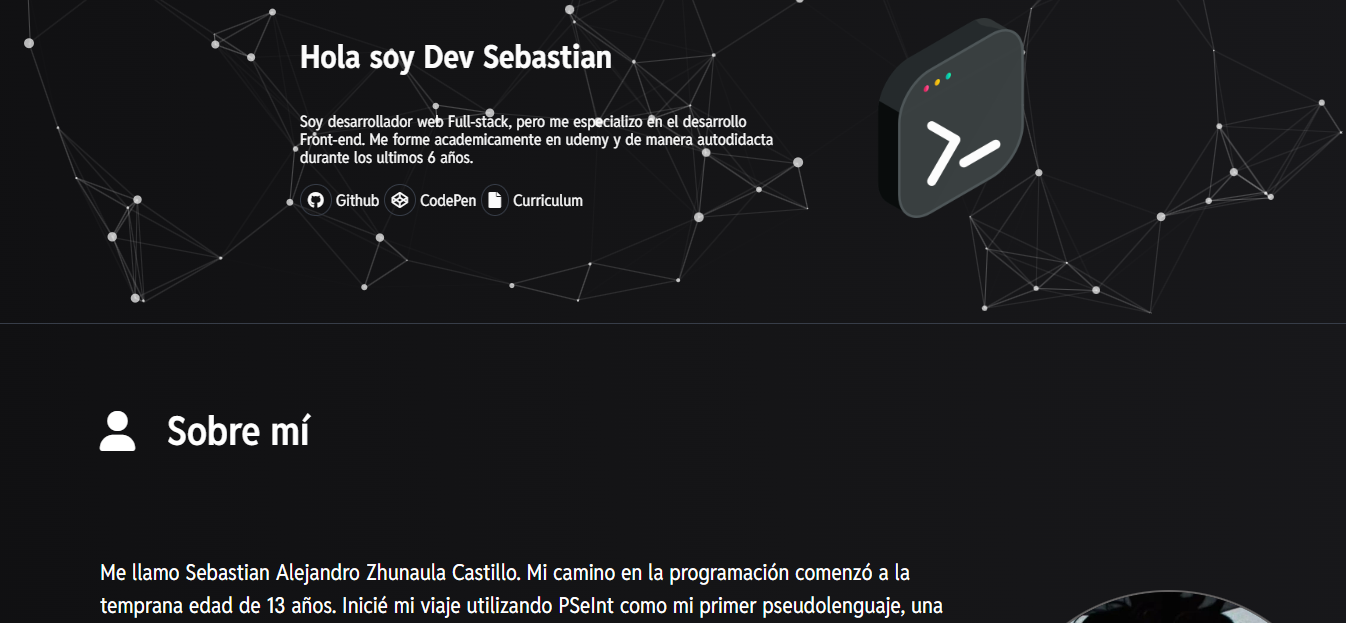 Hola soy Dev Sebastian
Soy desarrollador web Full-stack, pero me especializo en el desarrollo
Front-end. Me forme academicamente en udemy y de manera autodidacta
durante los ultimos 6 años.
Github CodePen Curriculum
Sobre mí
Me llamo Sebastian Alejandro Zhunaula Castillo. Mi camino en la programación comenzó a la
temprana edad de 13 años. Inicié mi viaje utilizando PSeInt como mi primer pseudolenguaje, una